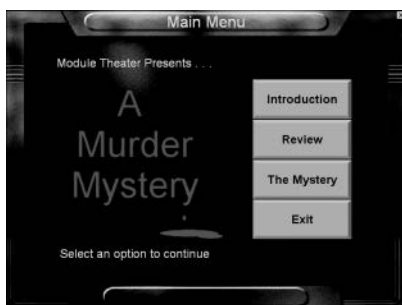 Main Menu
Module Theater Presents . . .
A
Murder
Mystery
Introduction
Review
The Mystery
Exit
Select an option to continue